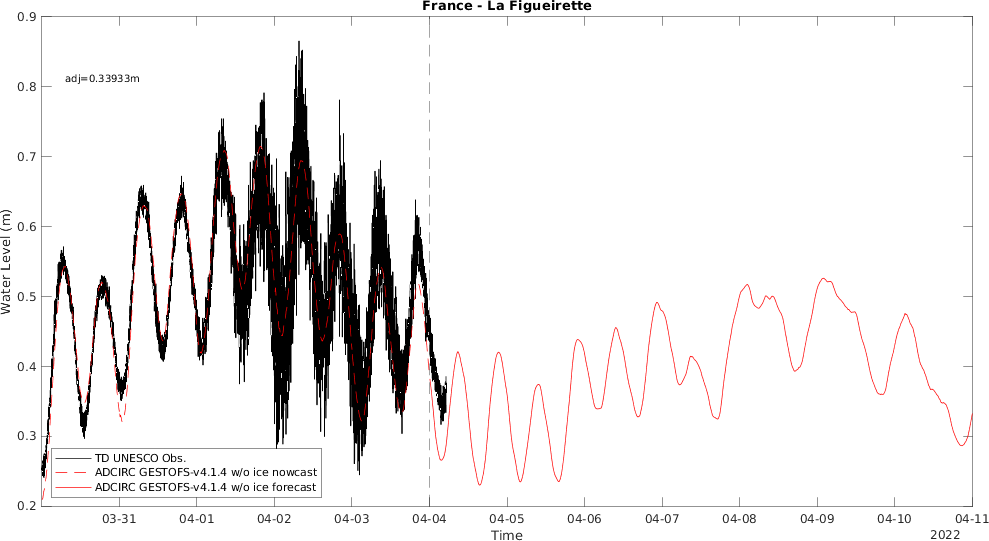 France - La Figueirette
0.9
0.8
0.7
0.6
0.5
0.4
0.3
0.2
Water Level (m)
adj=0.33933m
TD UNESCO Obs.
ADCIRC GESTOFS-v4.1.4 w/o ice nowcast
ADCIRC GESTOFS-v4.1.4 w/o ice forecast
03-31 04-01 04-02 04-03 04-04 04-05 04-06 04-07 04-08 04-09 04-10 04-11
Time
2022